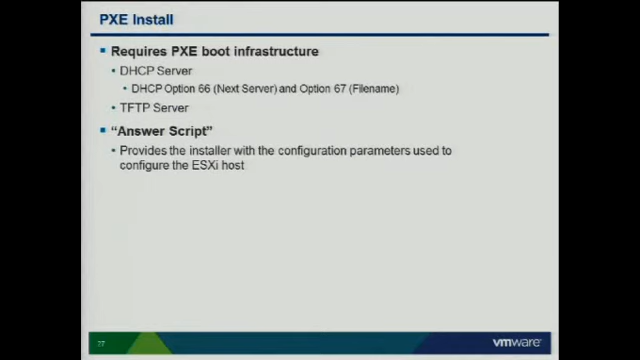 PXE Install
Requires PXE boot infrastructure
DHCP Server
DHCP Option 66 (Next Server) and Option 67 (Filename)
TFTP Server
“Answer Script”
Provides the installer with the configuration parameters used to
configure the ESXi host
77
vmware